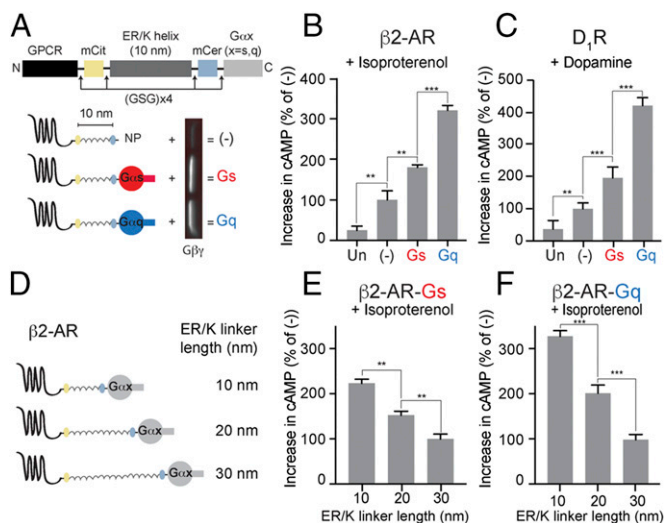 A
GPCR mCit ER/K helix (10 nm) mCer Gαx (x=s,q)
N C
(GSG)x4
10 nm
NP + = (-)
Gαs + = Gs
Gαq + = Gq
Gβγ
B
β2-AR
+ Isoproterenol
Increase in cAMP (% of (-))
400
300
200
100
0
** ** ***
Un (-) Gs Gq
C
D₁R
+ Dopamine
Increase in cAMP (% of (-))
500
400
300
200
100
0
** *** ***
Un (-) Gs Gq
D
β2-AR
ER/K linker
length (nm)
Gαx 10 nm
Gαx 20 nm
Gαx 30 nm
E
β2-AR-Gs
+ Isoproterenol
Increase in cAMP (% of (-))
300
200
100
0
** **
10 20 30
ER/K linker length (nm)
F
β2-AR-Gq
+ Isoproterenol
Increase in cAMP (% of (-))
300
200
100
0
*** ***
10 20 30
ER/K linker length (nm)